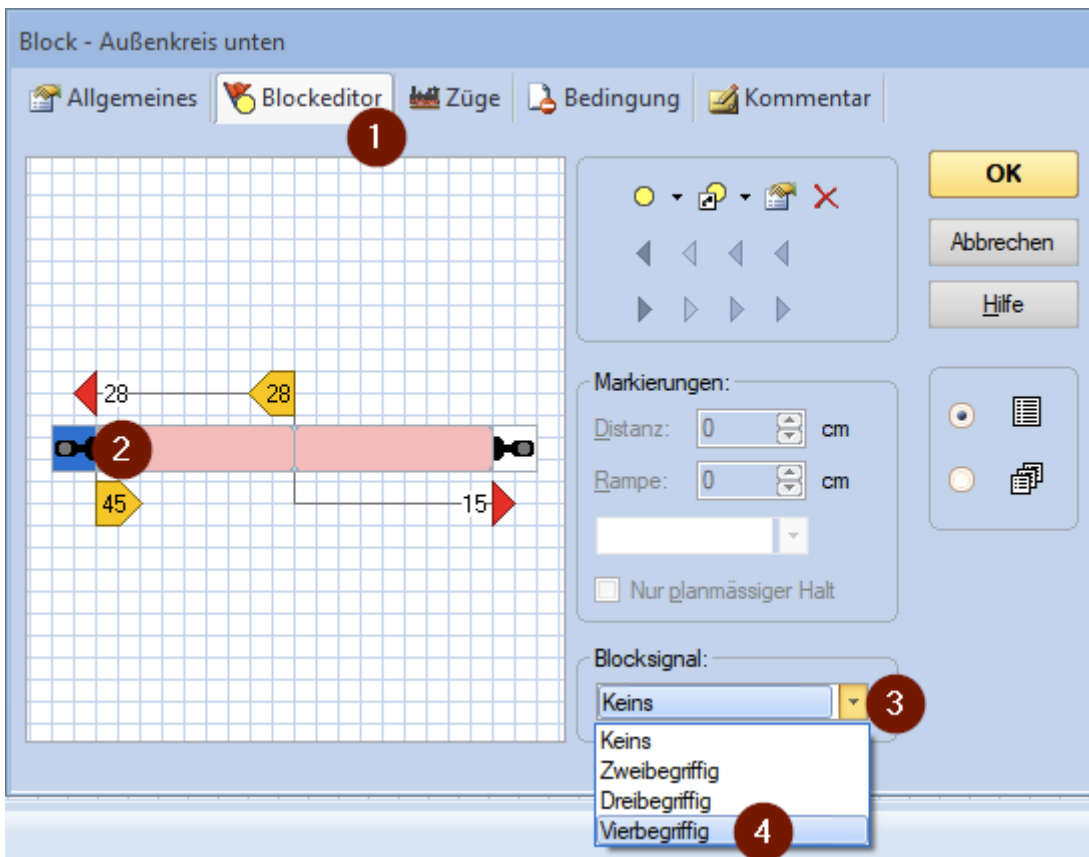 Block - Außenkreis unten
Allgemeines Blockeditor Züge Bedingung Kommentar
1
OK
Abbrechen
Hilfe
28 28
2
45 15
Markierungen:
Distanz: 0 cm
Rampe: 0 cm
Nur planmässiger Halt
Blocksignal:
Keins 3
Keins
Zweibegriffig
Dreibegriffig
Vierbegriffig 4